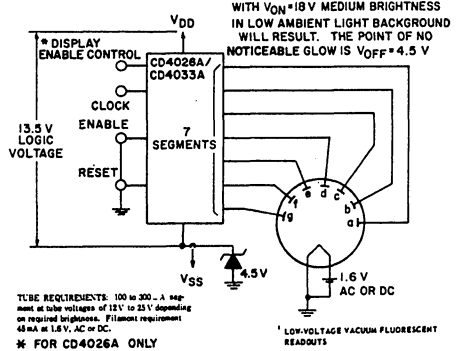 WITH VON=18 V MEDIUM BRIGHTNESS
IN LOW AMBIENT LIGHT BACKGROUND
WILL RESULT. THE POINT OF NO
NOTICEABLE GLOW IS VOFF=4.5 V
VDD
* DISPLAY
ENABLE CONTROL
CD4026A/
CD4033A
CLOCK
ENABLE
13.5 V
LOGIC
VOLTAGE
7
SEGMENTS
RESET
a
b
c
d
e
f
g
VSS
4.5 V
1.6 V
AC OR DC
TUBE REQUIREMENTS: 100 to 300 A seg-
ment at tube voltages of 12 V to 25 V depending
on required brightness. Filament requirement
45 mA at 1.6 V, AC or DC.
* FOR CD4026A ONLY
' LOW-VOLTAGE VACUUM FLUORESCENT
READOUTS